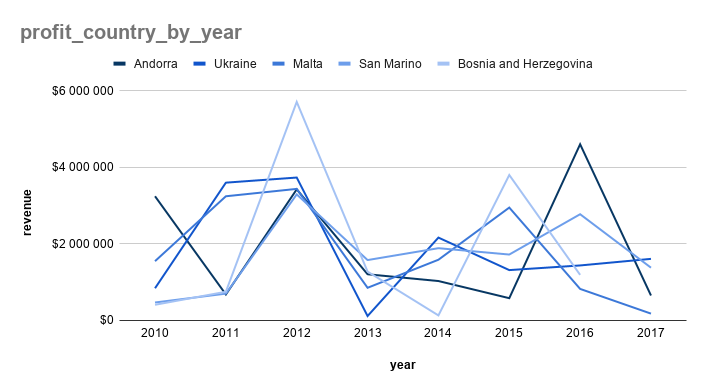 profit_country_by_year
Andorra Ukraine Malta San Marino Bosnia and Herzegovina
$6 000 000
$4 000 000
$2 000 000
$0
revenue
2010 2011 2012 2013 2014 2015 2016 2017
year